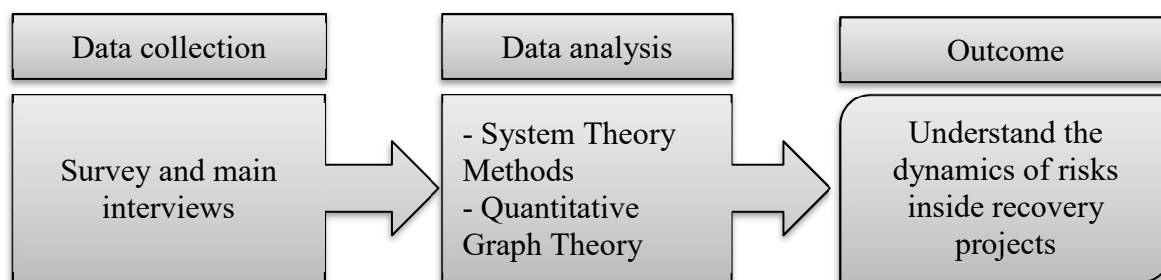 Data collection
Data analysis
Outcome
Survey and main
interviews
- System Theory
Methods
- Quantitative
Graph Theory
Understand the
dynamics of risks
inside recovery
projects